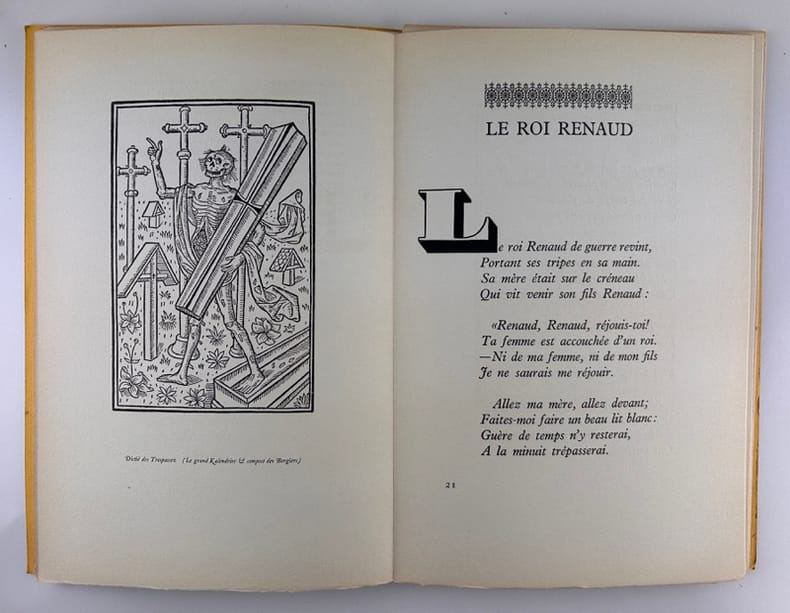 Dictié des Trespassez (Le grand Kalendrier & compost des Bergiers)
LE ROI RENAUD
Le roi Renaud de guerre revint,
Portant ses tripes en sa main.
Sa mère était sur le créneau
Qui vit venir son fils Renaud :
«Renaud, Renaud, réjouis-toi!
Ta femme est accouchée d'un roi.
—Ni de ma femme, ni de mon fils
Je ne saurais me réjouir.
Allez ma mère, allez devant;
Faites-moi faire un beau lit blanc:
Guère de temps n'y resterai,
A la minuit trépasserai.
21